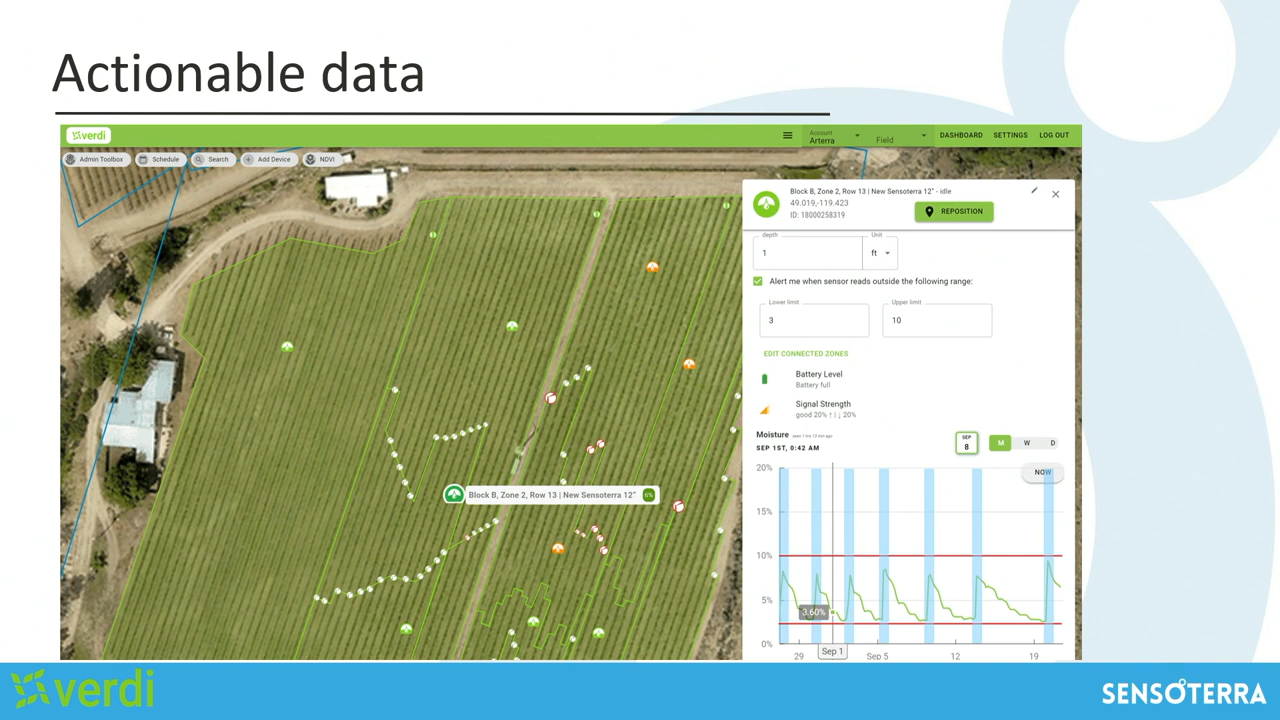 Actionable data
verdi
Account
Arterra
Field
DASHBOARD
SETTINGS
LOG OUT
Admin Toolbox
Schedule
Search
Add Device
NDVI
Block B, Zone 2, Row 13 | New Sensoterra 12" - idle
49.019,-119.423
ID: 18000258319
REPOSITION
depth
1
Unit
ft
Alert me when sensor reads outside the following range:
Lower limit
3
Upper limit
10
EDIT CONNECTED ZONES
Battery Level
Battery full
Signal Strength
good 20% ↑ | ↓ 20%
Moisture
SEP 1ST, 0:42 AM
SEP
8
M
W
D
NOW
20%
15%
10%
5%
0%
3.60%
29
Sep 1
Sep 5
12
19
Block B, Zone 2, Row 13 | New Sensoterra 12"
6%
verdi
SENSOTERRA